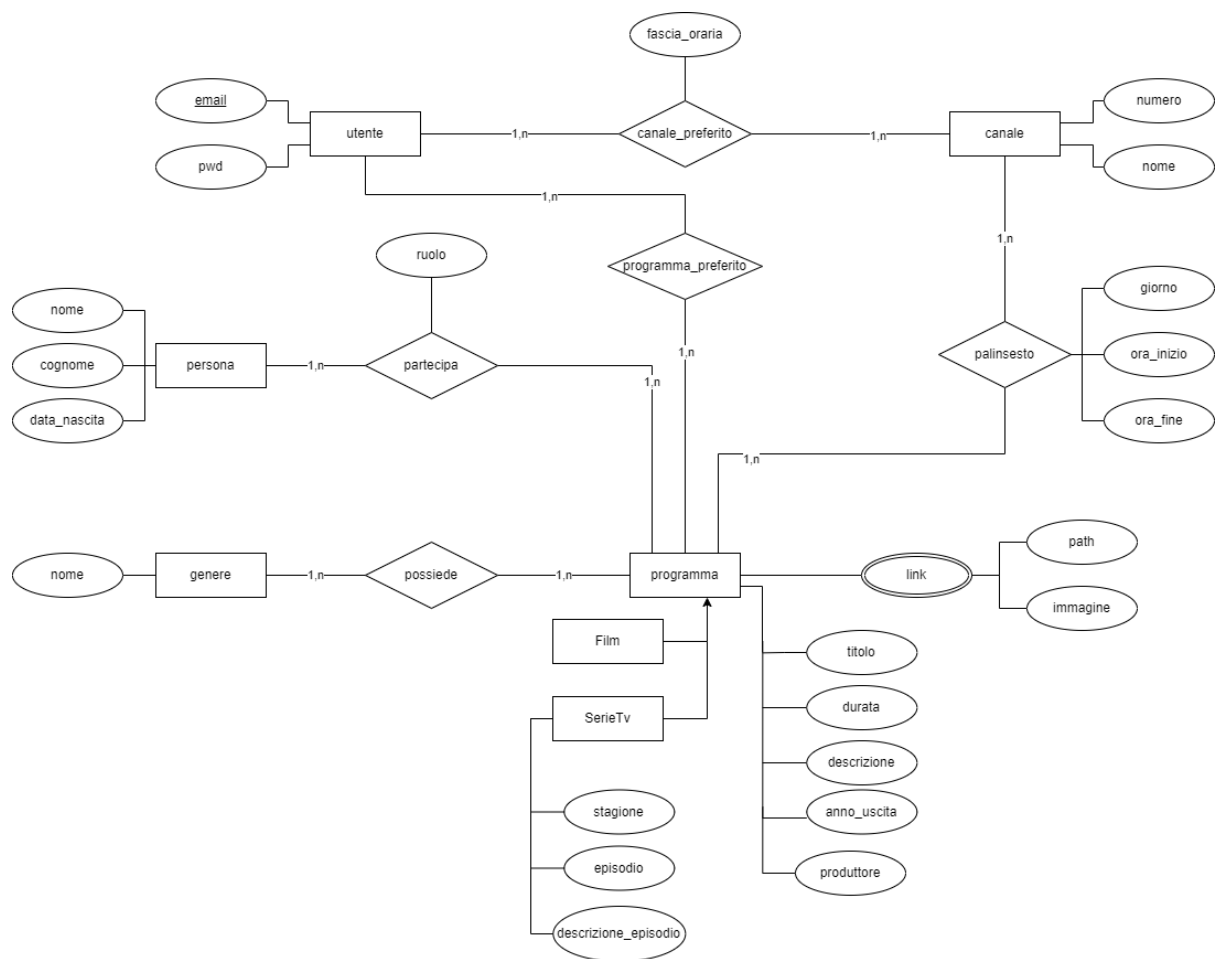 fascia_oraria
email
utente
1,n
canale_preferito
1,n
canale
numero
pwd
nome
1,n
ruolo
programma_preferito
1,n
giorno
nome
cognome
persona
1,n
partecipa
1,n
1,n
palinsesto
ora_inizio
data_nascita
ora_fine
1,n
nome
genere
1,n
possiede
1,n
programma
link
path
immagine
Film
titolo
SerieTv
durata
descrizione
stagione
anno_uscita
episodio
produttore
descrizione_episodio